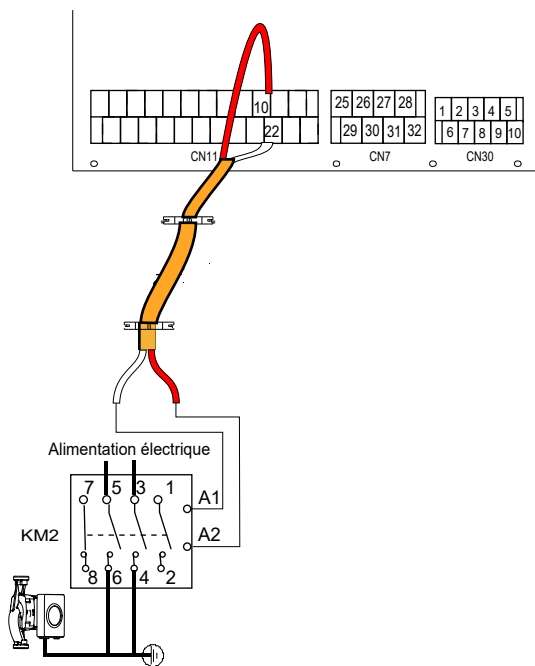 10
22
CN11
25 26 27 28
29 30 31 32
CN7
1 2 3 4 5
6 7 8 9 10
CN30
Alimentation électrique
7 5 3 1
A1
KM2
A2
8 6 4 2